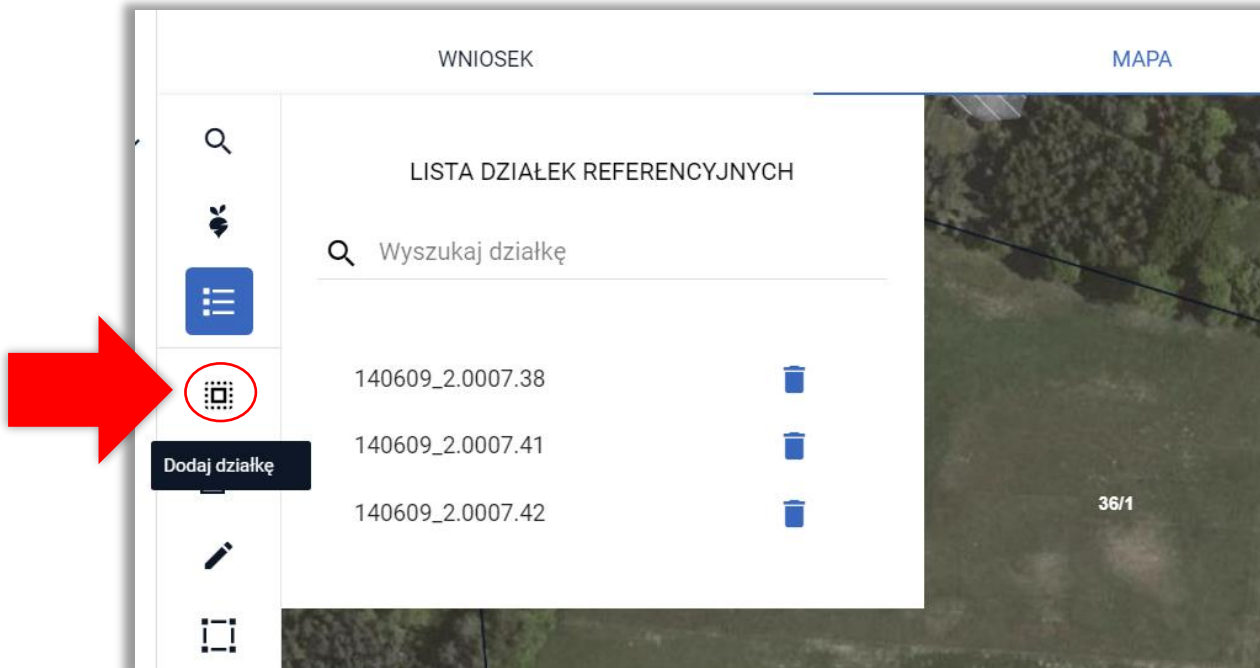 WNIOSEK
MAPA
LISTA DZIAŁEK REFERENCYJNYCH
Wyszukaj działkę
140609_2.0007.38
140609_2.0007.41
Dodaj działkę
140609_2.0007.42
36/1